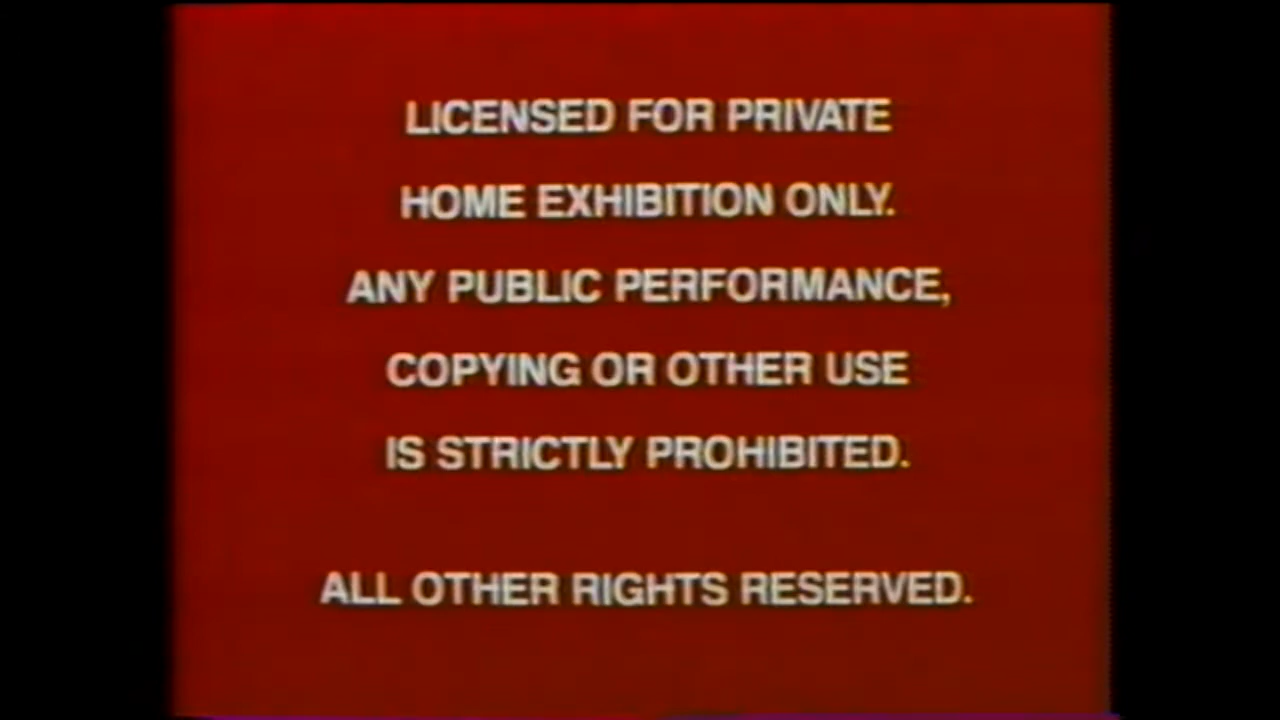 LICENSED FOR PRIVATE
HOME EXHIBITION ONLY.
ANY PUBLIC PERFORMANCE,
COPYING OR OTHER USE
IS STRICTLY PROHIBITED.
ALL OTHER RIGHTS RESERVED.